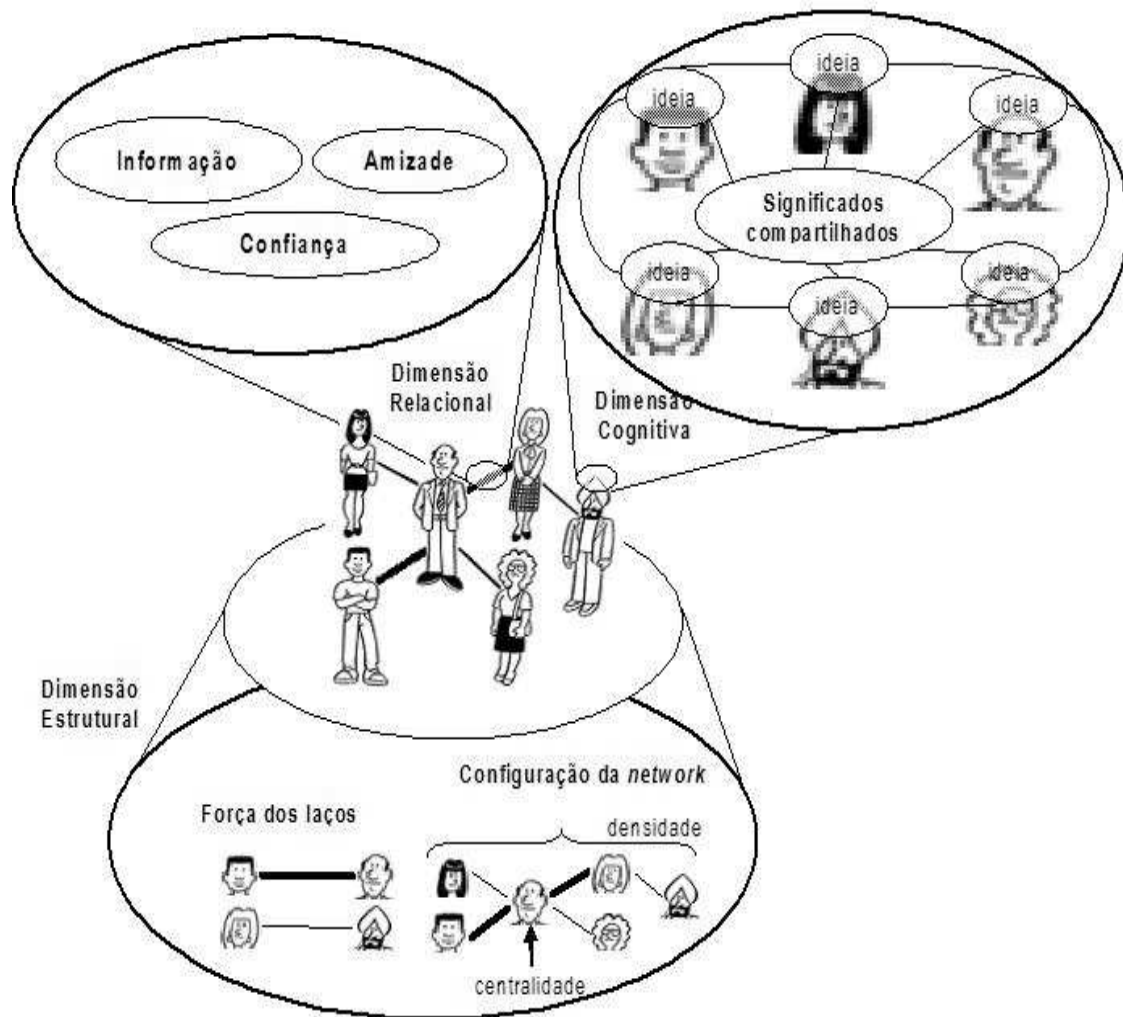 Informação
Amizade
Confiança
ideia
ideia
ideia
Significados
compartilhados
ideia
ideia
ideia
Dimensão
Relacional
Dimensão
Cognitiva
Dimensão
Estrutural
Configuração da network
Força dos laços
densidade
centralidade